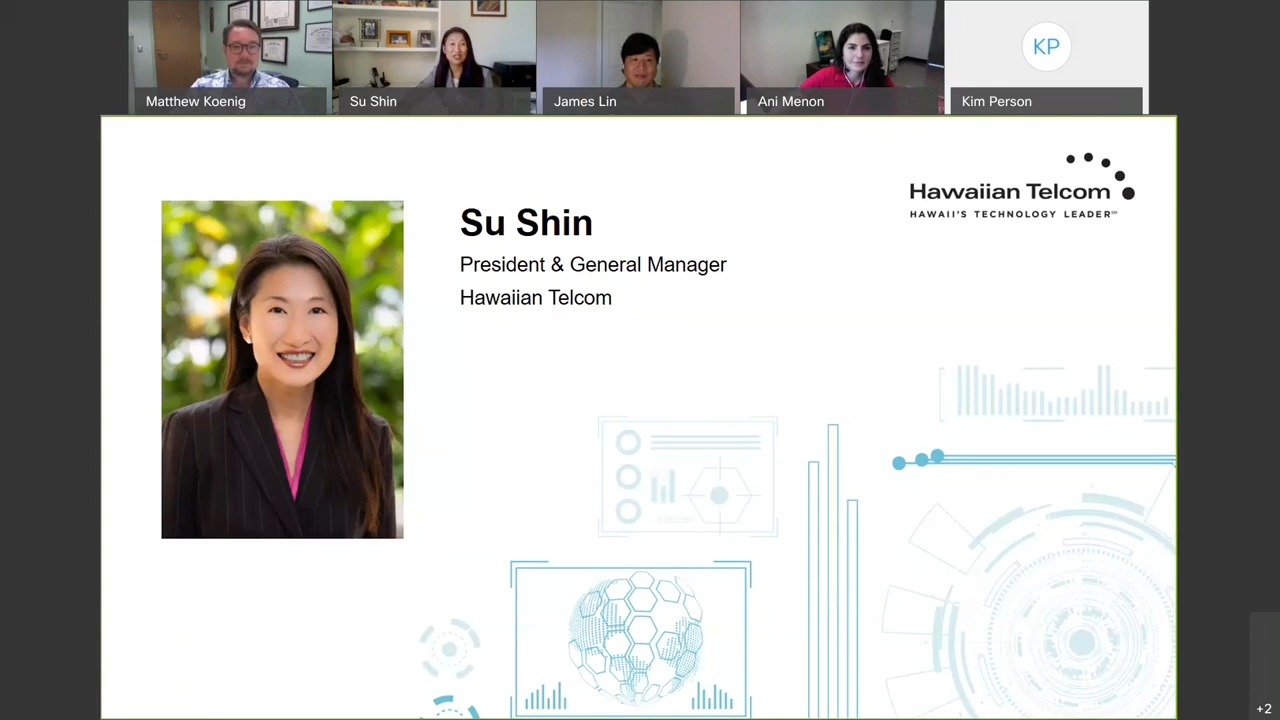 Matthew Koenig
Su Shin
James Lin
Ani Menon
KP
Kim Person
Hawaiian Telcom
HAWAII'S TECHNOLOGY LEADER℠
Su Shin
President & General Manager
Hawaiian Telcom
+2